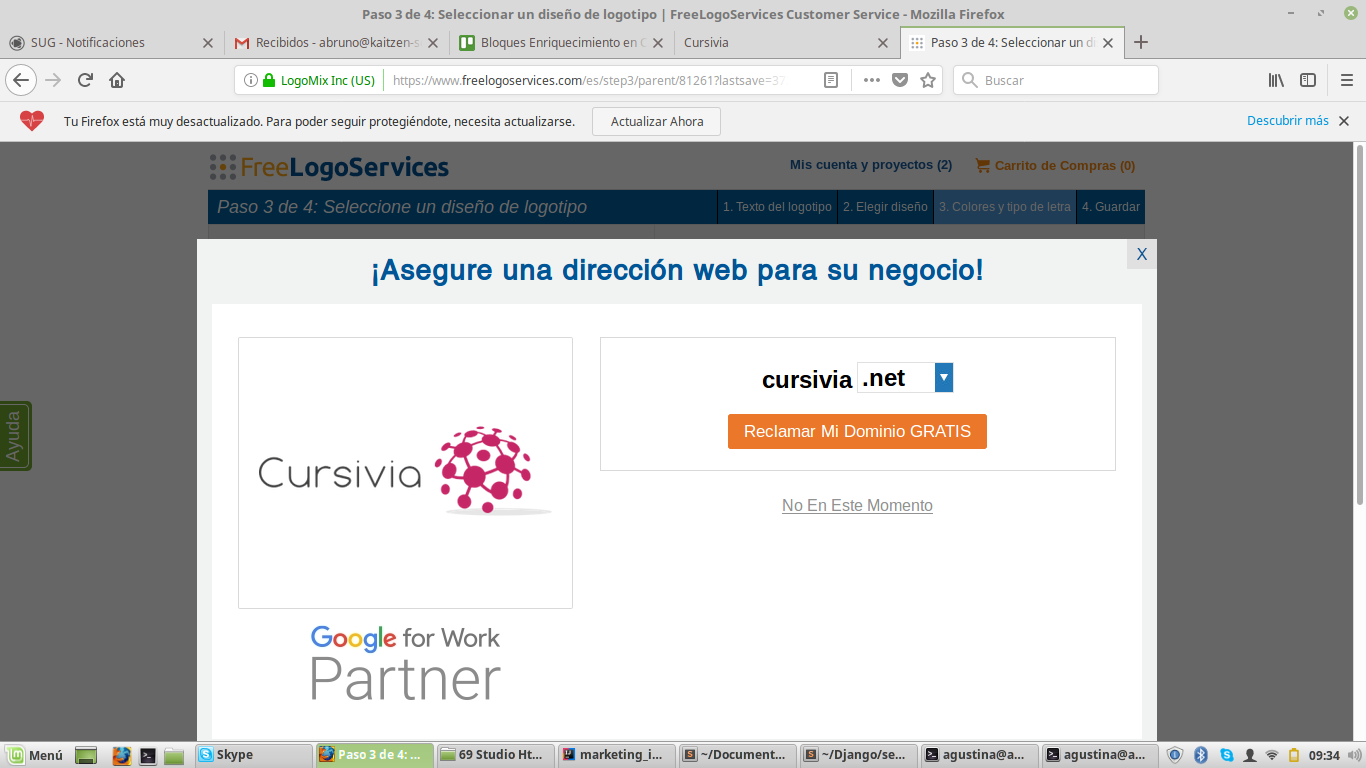 Paso 3 de 4: Seleccionar un diseño de logotipo | FreeLogoServices Customer Service - Mozilla Firefox
SUG - Notificaciones
Recibidos - abruno@kaitzen-s
Bloques Enriquecimiento en C
Cursivia
Paso 3 de 4: Seleccionar un di
LogoMix Inc (US)
https://www.freelogoservices.com/es/step3/parent/81261?lastsave=37
Buscar
Tu Firefox está muy desactualizado. Para poder seguir protegiéndote, necesita actualizarse.
Actualizar Ahora
Descubrir más
FreeLogoServices
Mis cuenta y proyectos (2)
Carrito de Compras (0)
Paso 3 de 4: Seleccione un diseño de logotipo
1. Texto del logotipo
2. Elegir diseño
3. Colores y tipo de letra
4. Guardar
X
¡Asegure una dirección web para su negocio!
Cursivia
cursivia .net
Reclamar Mi Dominio GRATIS
No En Este Momento
Ayuda
Google for Work
Partner
Menú
Skype
Paso 3 de 4: ...
69 Studio Ht...
marketing_i...
~/Documen...
~/Django/se...
agustina@a...
agustina@a...
09:34